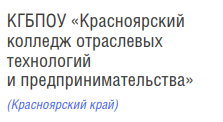 КГБПОУ «Красноярский
колледж отраслевых
технологий
и предпринимательства»
(Красноярский край)